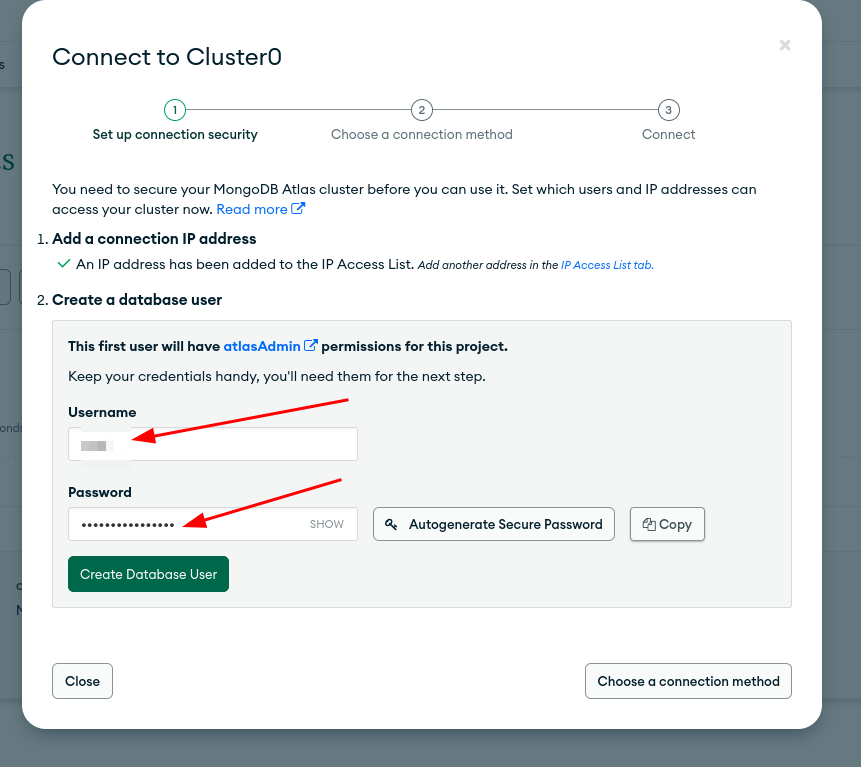 Connect to Cluster0
1
2
3
Set up connection security
Choose a connection method
Connect
s
You need to secure your MongoDB Atlas cluster before you can use it. Set which users and IP addresses can
access your cluster now. Read more
1. Add a connection IP address
An IP address has been added to the IP Access List. Add another address in the IP Access List tab.
2. Create a database user
This first user will have atlasAdmin permissions for this project.
Keep your credentials handy, you'll need them for the next step.
Username
onds
Password
•••••••••••••••• SHOW
Autogenerate Secure Password
Copy
Create Database User
Close
Choose a connection method